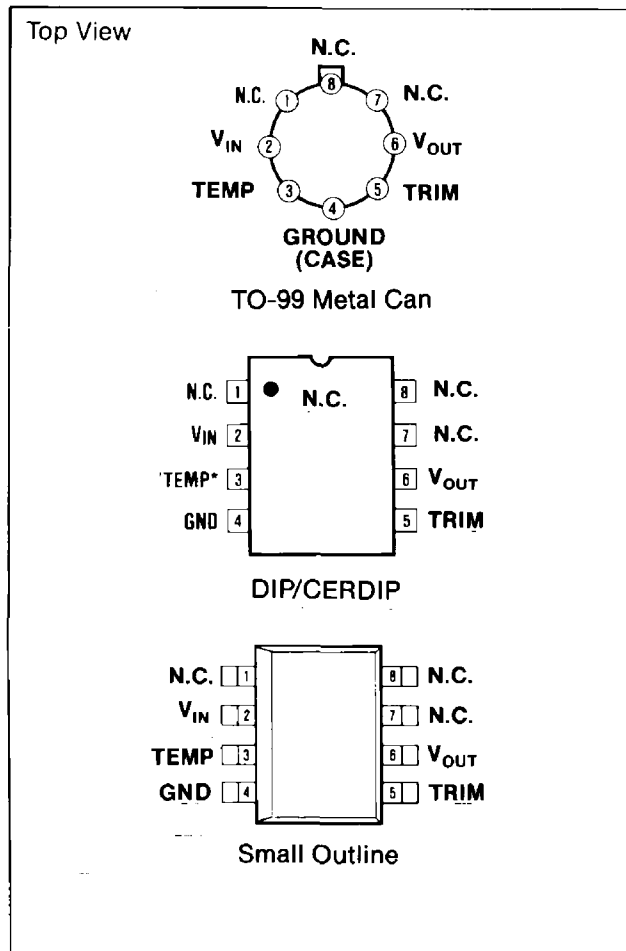 Top View
N.C.
N.C. 1 8 7 N.C.
VIN 2 6 VOUT
TEMP 3 5 TRIM
4
GROUND
(CASE)
TO-99 Metal Can
N.C. 1 N.C. 8 N.C.
VIN 2 7 N.C.
'TEMP* 3 6 VOUT
GND 4 5 TRIM
DIP/CERDIP
N.C. 1 8 N.C.
VIN 2 7 N.C.
TEMP 3 6 VOUT
GND 4 5 TRIM
Small Outline